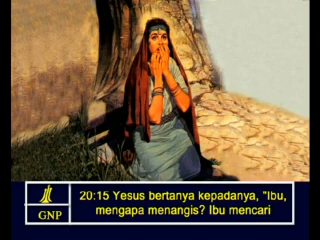 20:15 Yesus bertanya kepadanya, "Ibu,
mengapa menangis? Ibu mencari
GNP